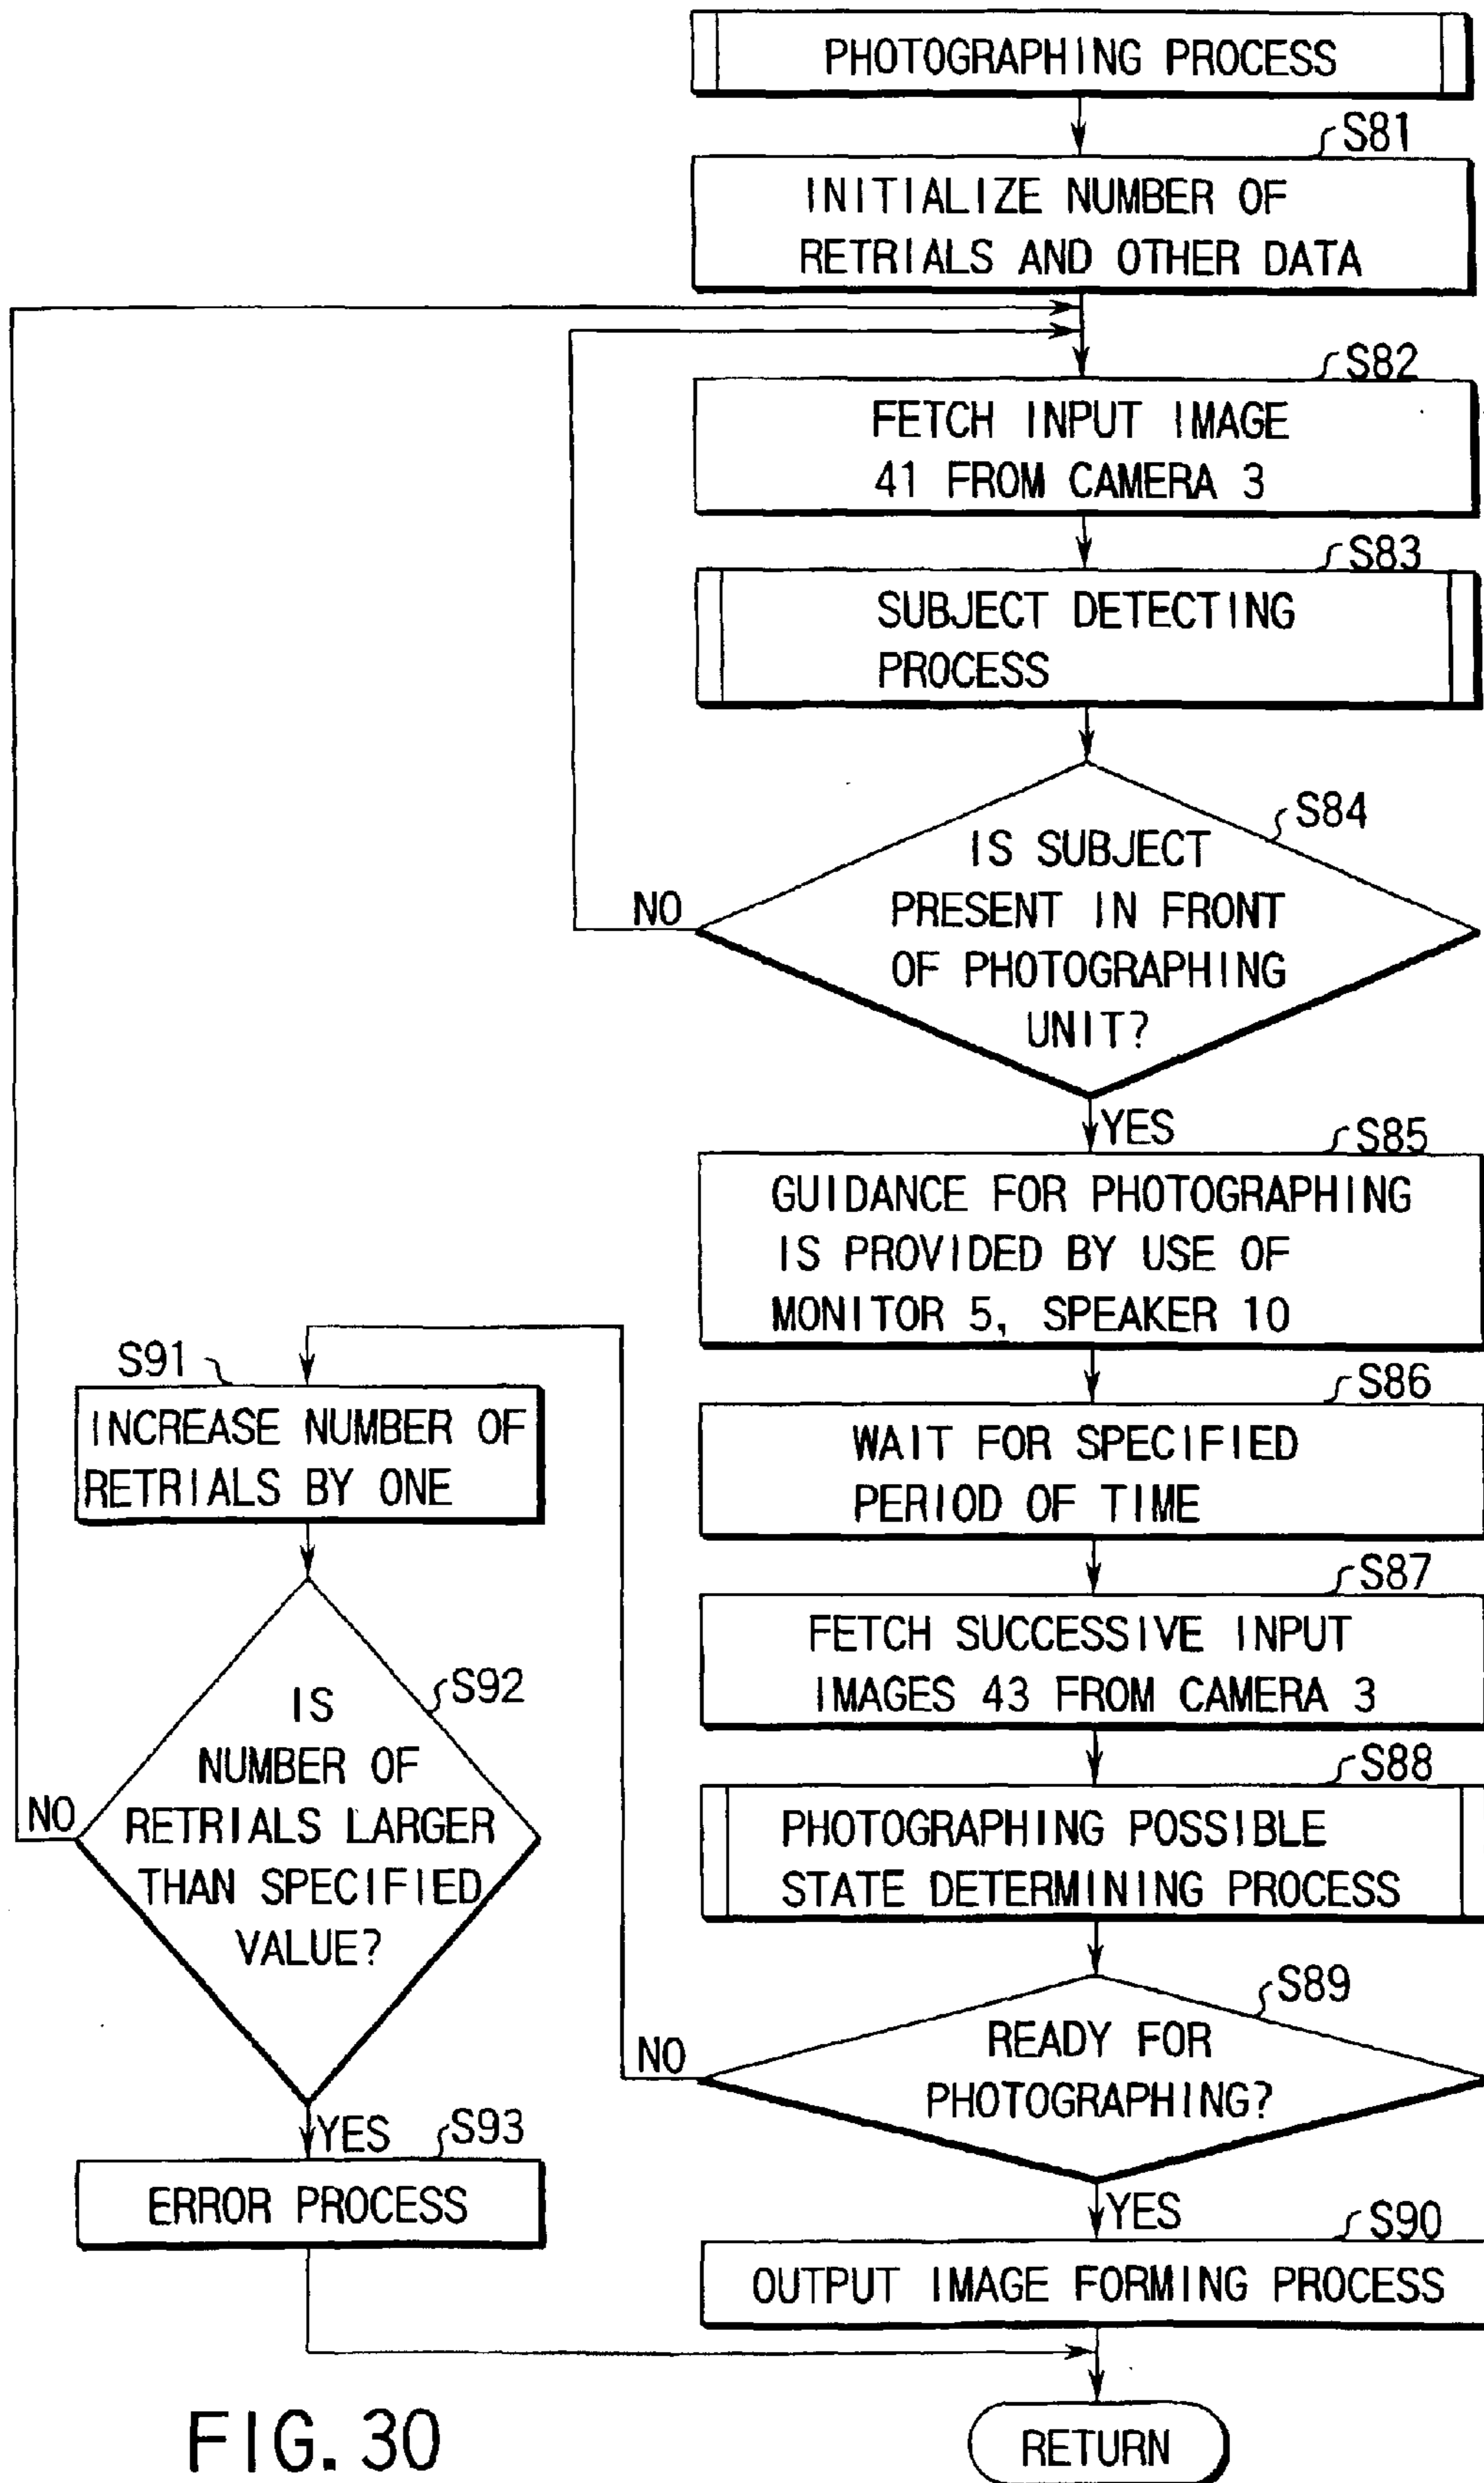 PHOTOGRAPHING PROCESS
S81
INITIALIZE NUMBER OF
RETRIALS AND OTHER DATA
S82
FETCH INPUT IMAGE
41 FROM CAMERA 3
S83
SUBJECT DETECTING
PROCESS
S84
IS SUBJECT
PRESENT IN FRONT
OF PHOTOGRAPHING
UNIT?
NO
YES
S85
GUIDANCE FOR PHOTOGRAPHING
IS PROVIDED BY USE OF
MONITOR 5, SPEAKER 10
S86
WAIT FOR SPECIFIED
PERIOD OF TIME
S87
FETCH SUCCESSIVE INPUT
IMAGES 43 FROM CAMERA 3
S88
PHOTOGRAPHING POSSIBLE
STATE DETERMINING PROCESS
S89
READY FOR
PHOTOGRAPHING?
NO
YES
S90
OUTPUT IMAGE FORMING PROCESS
S91
INCREASE NUMBER OF
RETRIALS BY ONE
S92
IS
NUMBER OF
RETRIALS LARGER
THAN SPECIFIED
VALUE?
NO
YES
S93
ERROR PROCESS
RETURN
FIG. 30